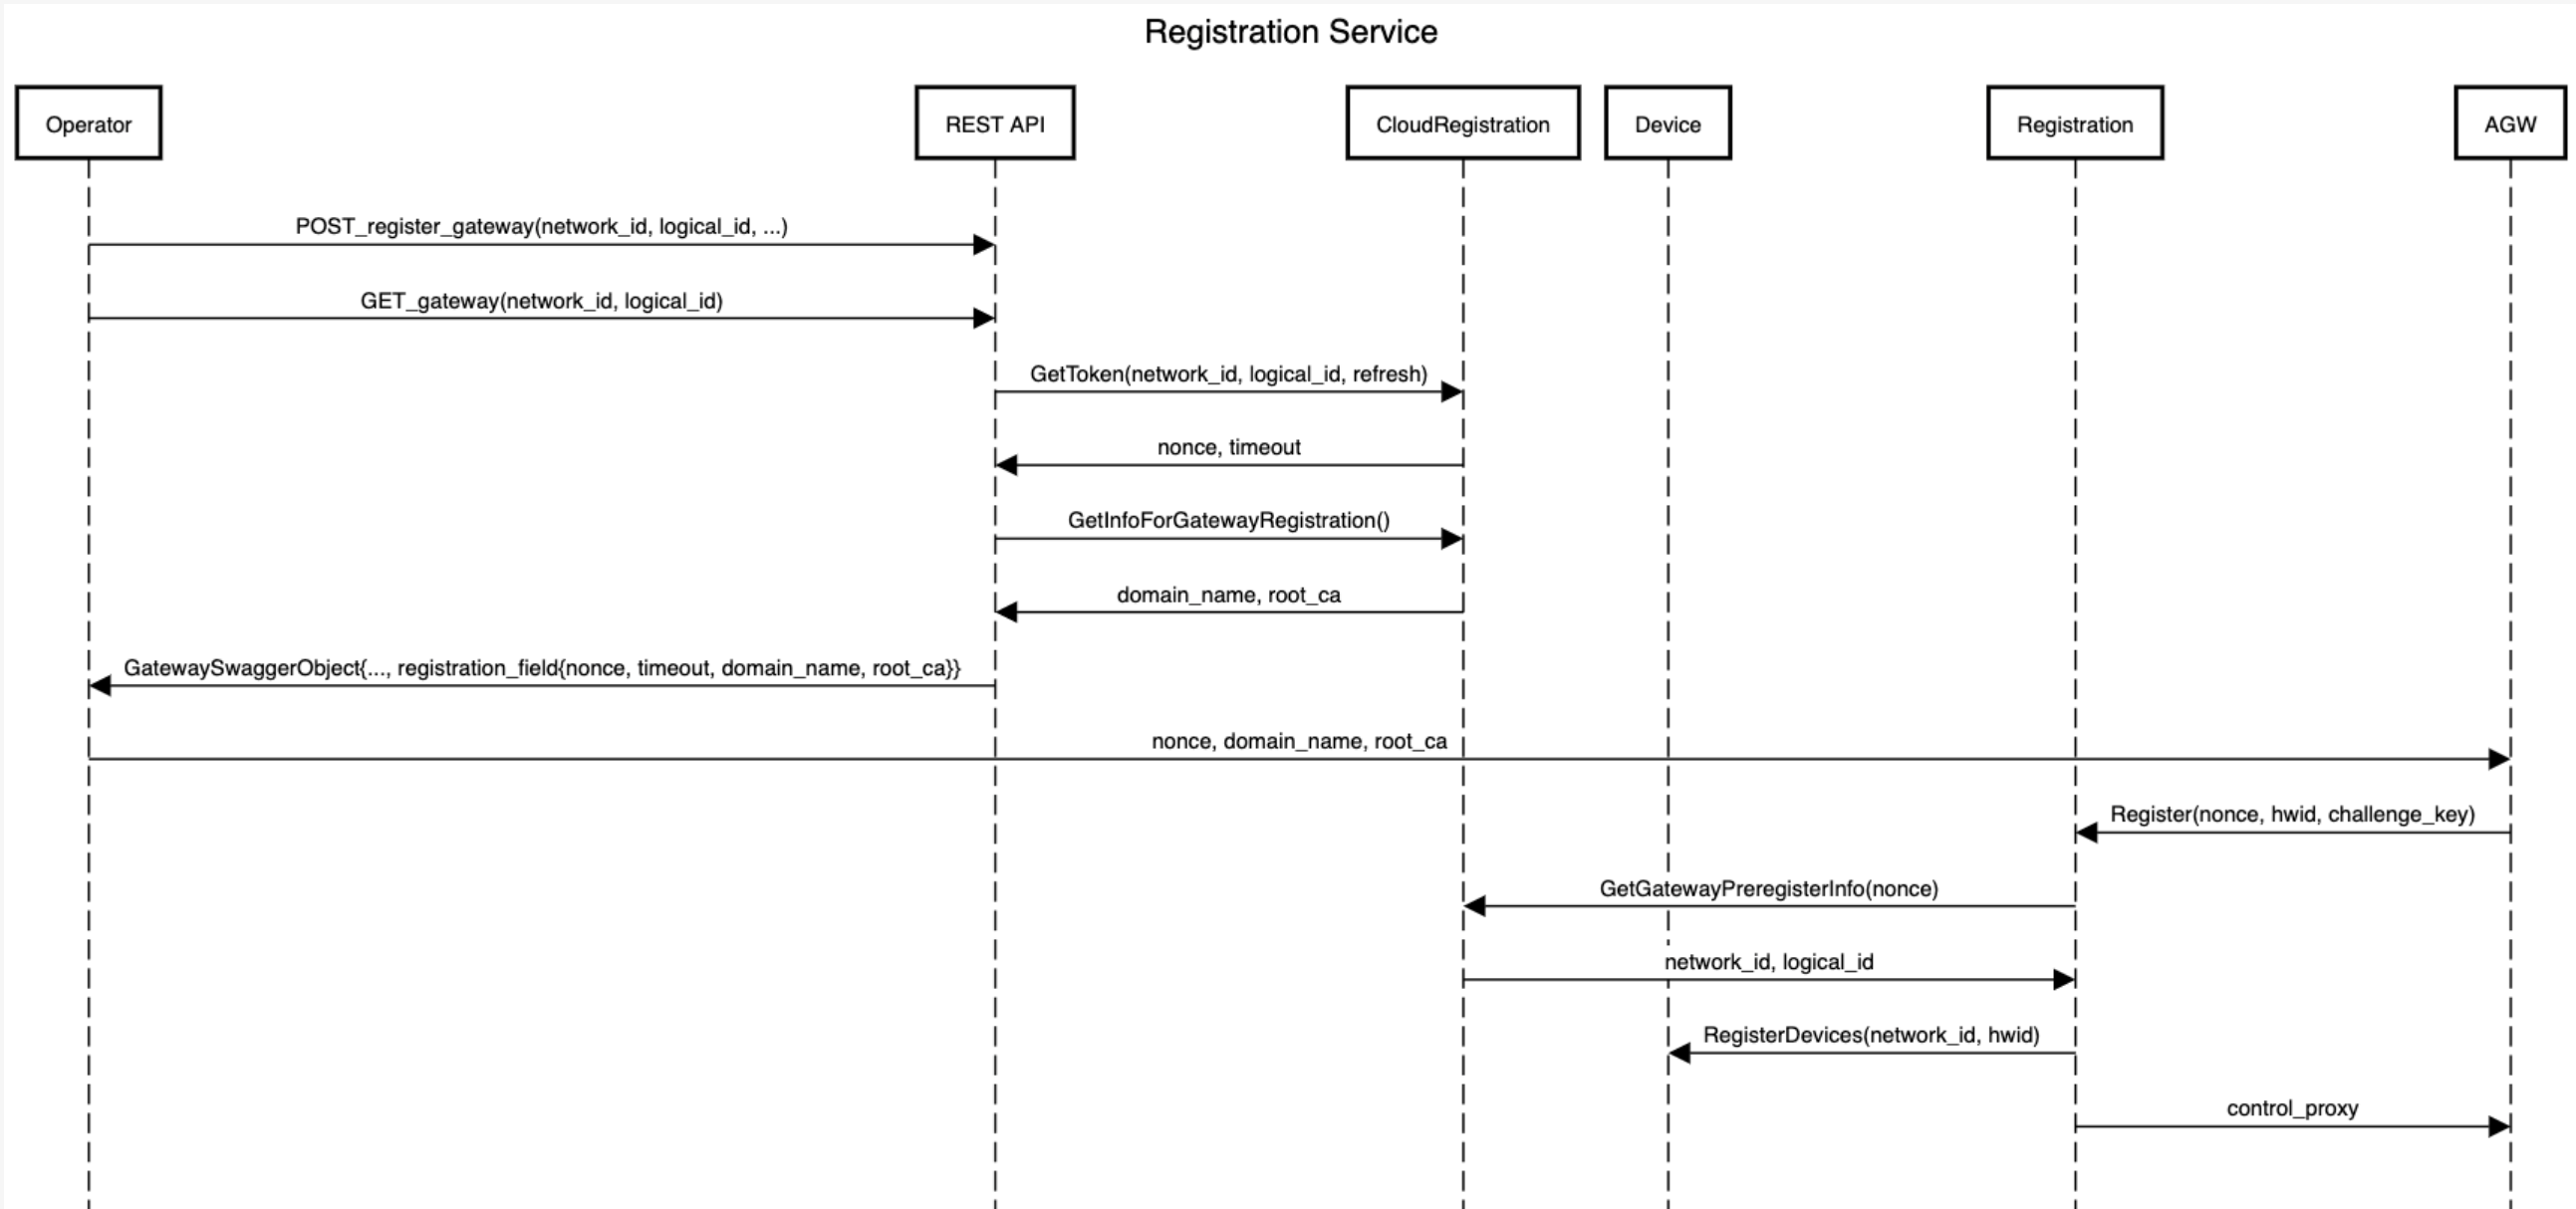 Registration Service
Operator
REST API
CloudRegistration
Device
Registration
AGW
POST_register_gateway(network_id, logical_id, ...)
GET_gateway(network_id, logical_id)
GetToken(network_id, logical_id, refresh)
nonce, timeout
GetInfoForGatewayRegistration()
domain_name, root_ca
GatewaySwaggerObject{..., registration_field{nonce, timeout, domain_name, root_ca}}
nonce, domain_name, root_ca
Register(nonce, hwid, challenge_key)
GetGatewayPreregisterInfo(nonce)
network_id, logical_id
RegisterDevices(network_id, hwid)
control_proxy